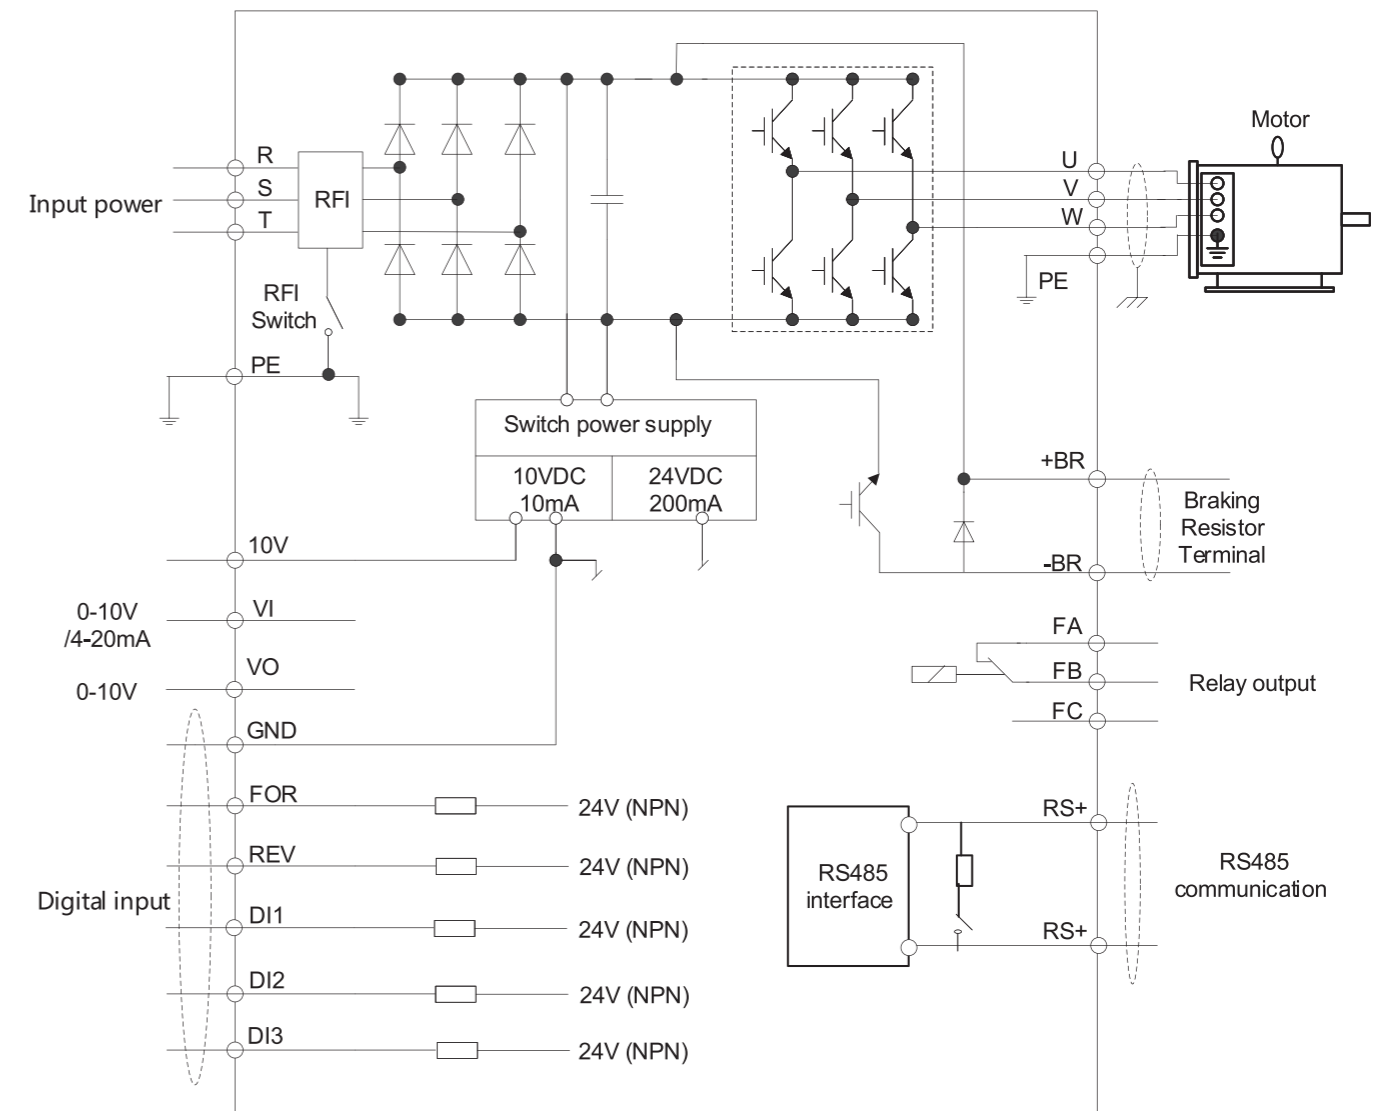 Motor
R
S
T
Input power
RFI
U
V
W
PE
RFI
Switch
PE
Switch power supply
10VDC
10mA
24VDC
200mA
+BR
-BR
Braking
Resistor
Terminal
10V
0-10V
/4-20mA
VI
VO
0-10V
GND
FA
FB
FC
Relay output
FOR
24V (NPN)
REV
24V (NPN)
Digital input
DI1
24V (NPN)
DI2
24V (NPN)
DI3
24V (NPN)
RS485
interface
RS+
RS+
RS485
communication